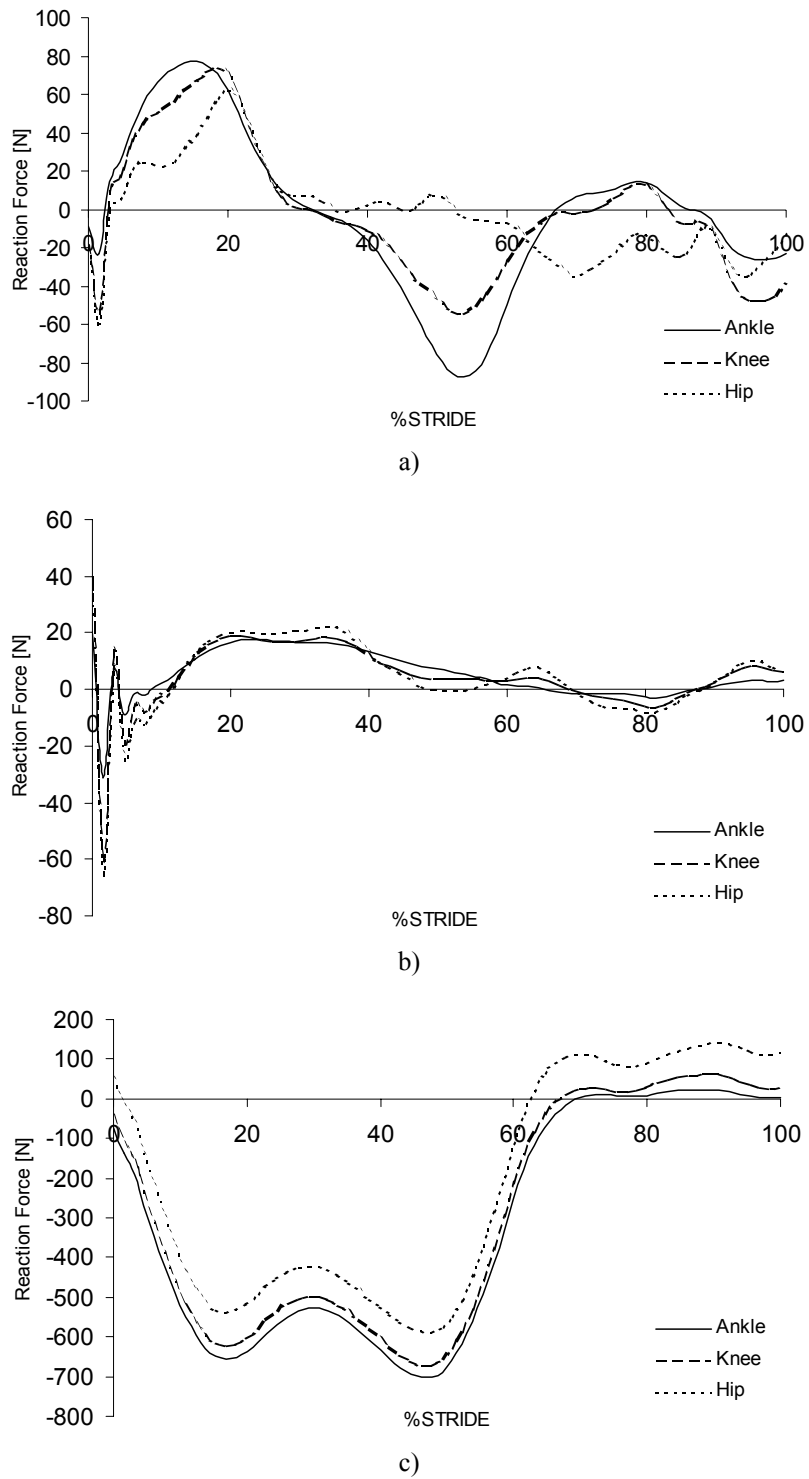 80
60
40
20
0
-20
-40
-60
-80
-100
Reaction Force [N]
0 20 40 60 80 100
Ankle
Knee
Hip
%STRIDE
a)
60
40
20
0
-20
-40
-60
-80
Reaction Force [N]
0 20 40 60 80 100
Ankle
Knee
Hip
%STRIDE
b)
200
100
0
-100
-200
-300
-400
-500
-600
-700
-800
Reaction Force [N]
0 20 40 60 80 100
Ankle
Knee
Hip
%STRIDE
c)